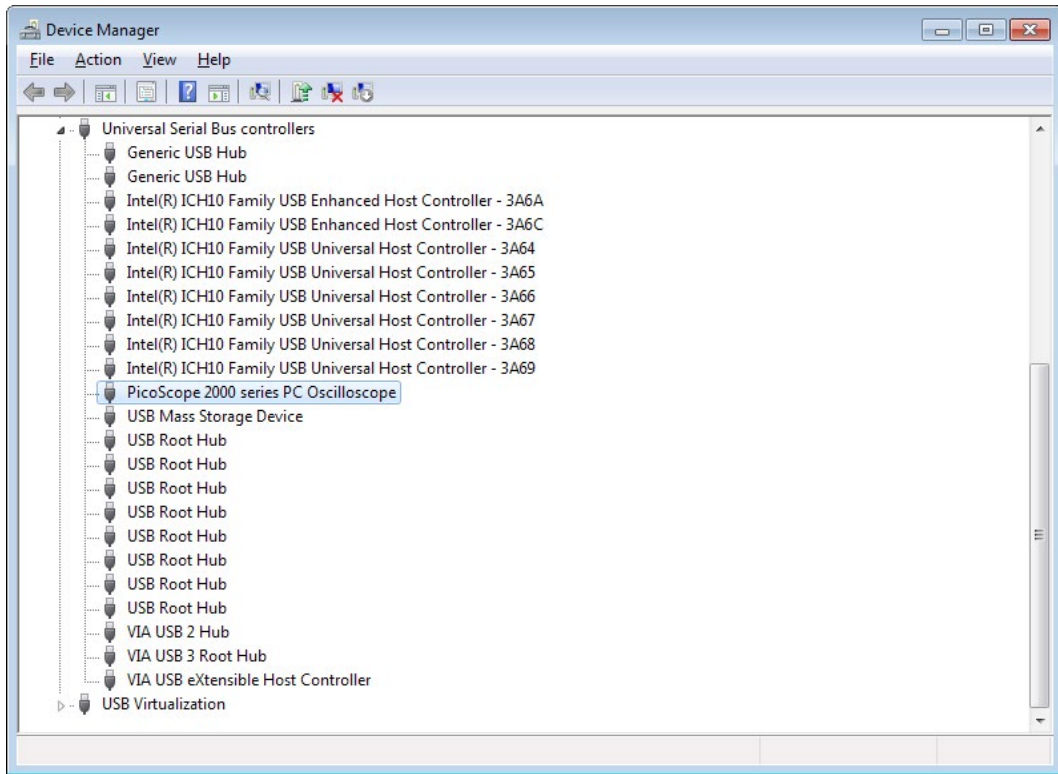 Device Manager
File Action View Help
Universal Serial Bus controllers
Generic USB Hub
Generic USB Hub
Intel(R) ICH10 Family USB Enhanced Host Controller - 3A6A
Intel(R) ICH10 Family USB Enhanced Host Controller - 3A6C
Intel(R) ICH10 Family USB Universal Host Controller - 3A64
Intel(R) ICH10 Family USB Universal Host Controller - 3A65
Intel(R) ICH10 Family USB Universal Host Controller - 3A66
Intel(R) ICH10 Family USB Universal Host Controller - 3A67
Intel(R) ICH10 Family USB Universal Host Controller - 3A68
Intel(R) ICH10 Family USB Universal Host Controller - 3A69
PicoScope 2000 series PC Oscilloscope
USB Mass Storage Device
USB Root Hub
USB Root Hub
USB Root Hub
USB Root Hub
USB Root Hub
USB Root Hub
USB Root Hub
USB Root Hub
VIA USB 2 Hub
VIA USB 3 Root Hub
VIA USB eXtensible Host Controller
USB Virtualization